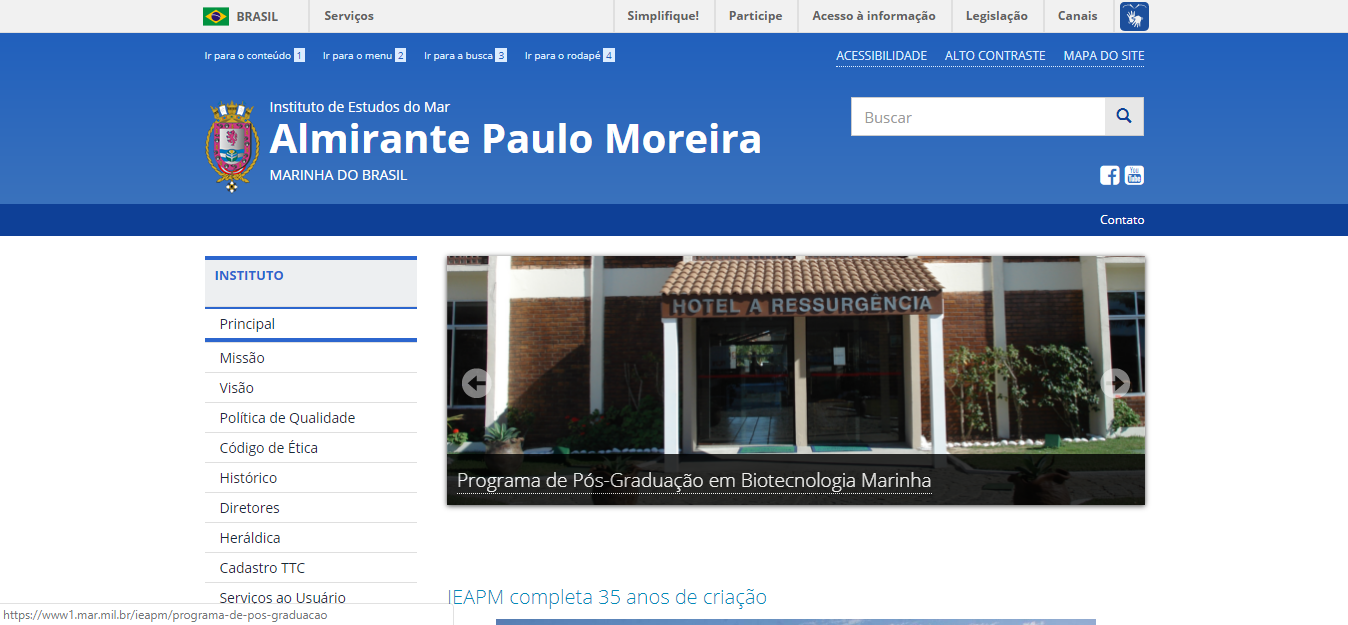 BRASIL Serviços Simplifique! Participe Acesso à informação Legislação Canais
Ir para o conteúdo 1 Ir para o menu 2 Ir para a busca 3 Ir para o rodapé 4 ACESSIBILIDADE ALTO CONTRASTE MAPA DO SITE
Instituto de Estudos do Mar
Almirante Paulo Moreira
MARINHA DO BRASIL
Buscar
You Tube
Contato
INSTITUTO
Principal
Missão
Visão
Política de Qualidade
Código de Ética
Histórico
Diretores
Heráldica
Cadastro TTC
Serviços ao Usuário
HOTEL A RESSURGÊNCIA
Programa de Pós-Graduação em Biotecnologia Marinha
IEAPM completa 35 anos de criação
https://www1.mar.mil.br/ieapm/programa-de-pos-graduacao